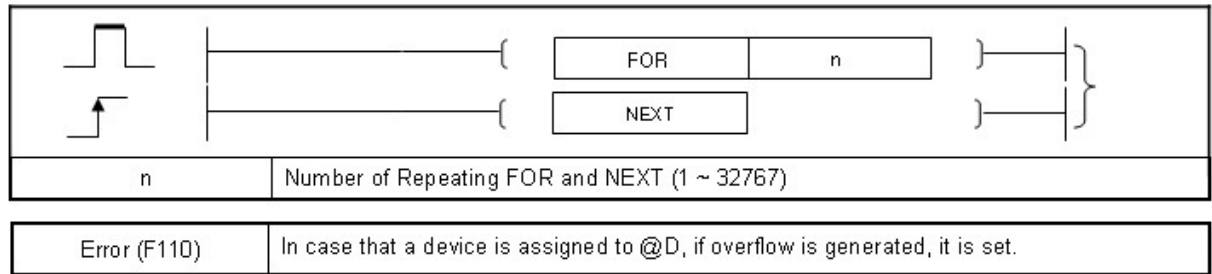 FOR n
NEXT
n Number of Repeating FOR and NEXT (1 ~ 32767)
Error (F110) In case that a device is assigned to @D, if overflow is generated, it is set.